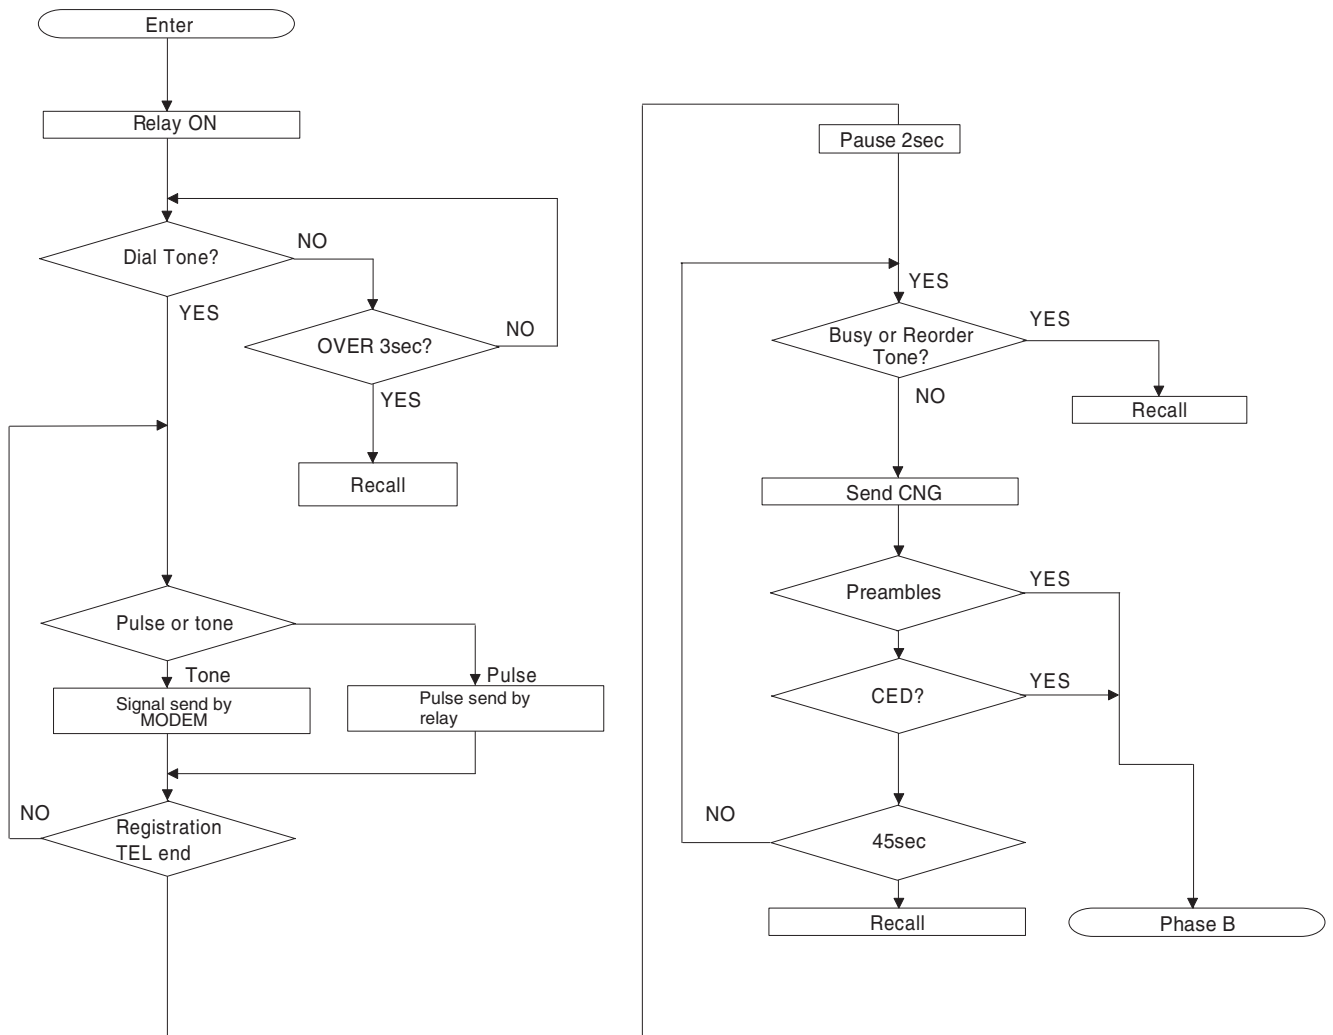 Enter
Relay ON
Dial Tone?
NO
YES
OVER 3sec?
NO
YES
Recall
Pulse or tone
Tone
Pulse
Signal send by
MODEM
Pulse send by
relay
NO
Registration
TEL end
Pause 2sec
YES
Busy or Reorder
Tone?
YES
NO
Recall
Send CNG
Preambles
YES
CED?
YES
NO
45sec
Recall
Phase B